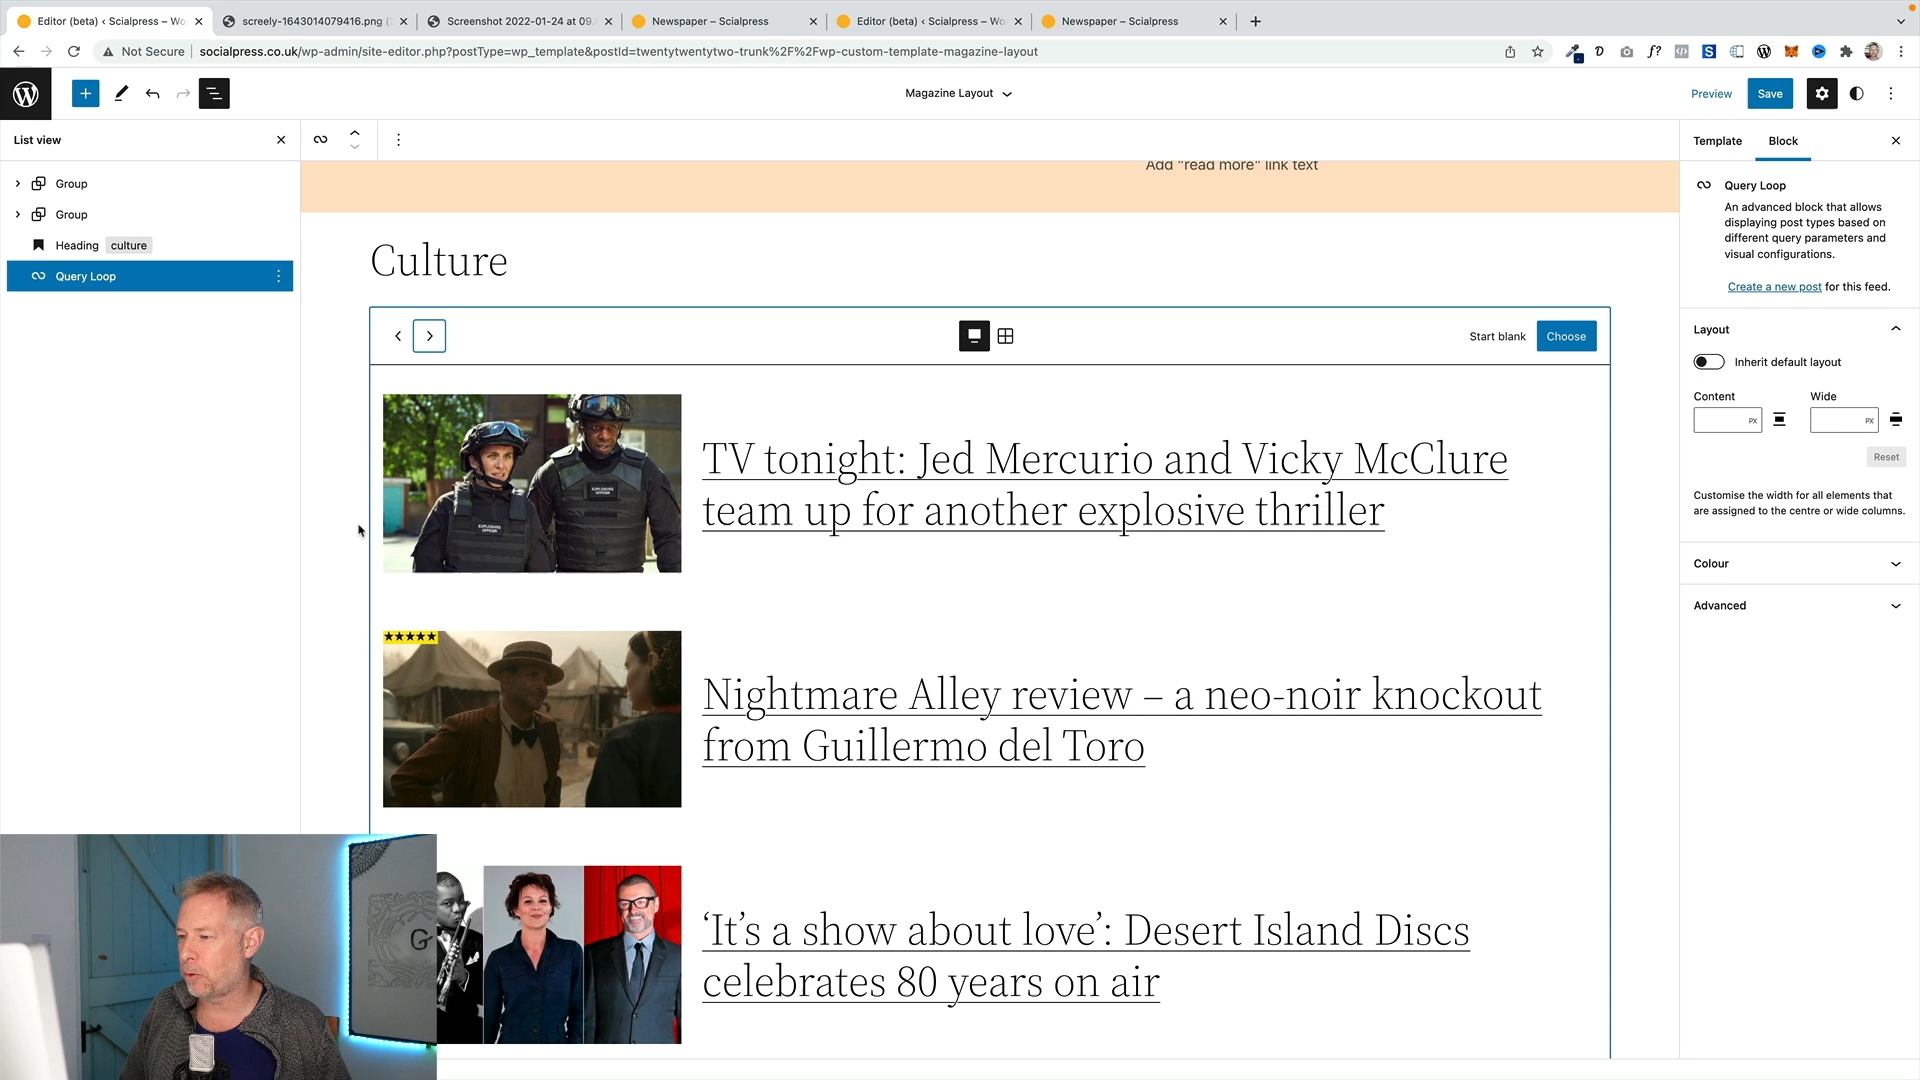 Editor (beta) ‹ Scialpress — Wo
screely-1643014079416.png (
Screenshot 2022-01-24 at 09.
Newspaper – Scialpress
Editor (beta) ‹ Scialpress — Wo
Newspaper – Scialpress
Not Secure
socialpress.co.uk/wp-admin/site-editor.php?postType=wp_template&postId=twentytwentytwo-trunk%2F%2Fwp-custom-template-magazine-layout
Magazine Layout
Preview
Save
List view
Group
Group
Heading culture
Query Loop
Add "read more" link text
Culture
Start blank
Choose
TV tonight: Jed Mercurio and Vicky McClure
team up for another explosive thriller
EXPLOSIVES
OFFICER
EXPLOSIVES
OFFICER
★★★★★
Nightmare Alley review – a neo-noir knockout
from Guillermo del Toro
‘It’s a show about love’: Desert Island Discs
celebrates 80 years on air
Template
Block
Query Loop
An advanced block that allows
displaying post types based on
different query parameters and
visual configurations.
Create a new post for this feed.
Layout
Inherit default layout
Content
Wide
PX
PX
Reset
Customise the width for all elements that
are assigned to the centre or wide columns.
Colour
Advanced
G